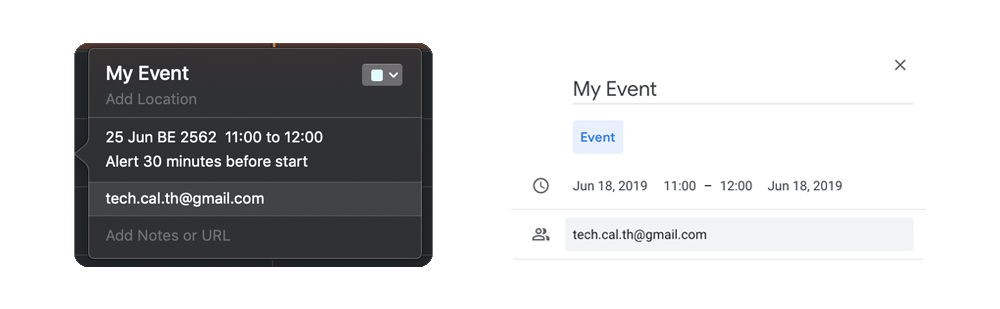 My Event
Add Location
25 Jun BE 2562 11:00 to 12:00
Alert 30 minutes before start
tech.cal.th@gmail.com
Add Notes or URL
My Event
Event
Jun 18, 2019 11:00 – 12:00 Jun 18, 2019
tech.cal.th@gmail.com